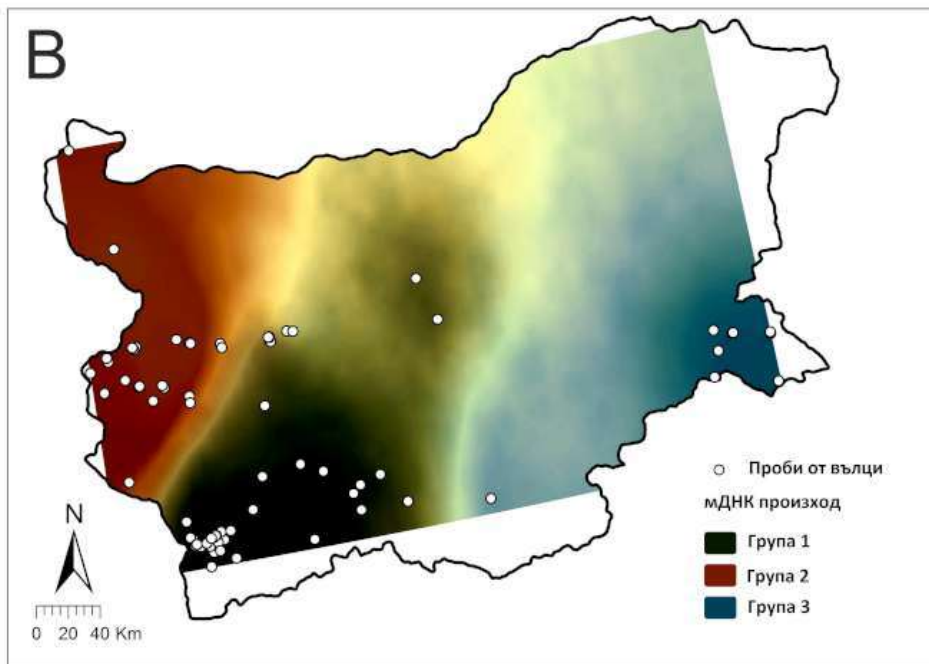 B
Проби от вълци
мДНК произход
Група 1
Група 2
Група 3
N
0 20 40 Km